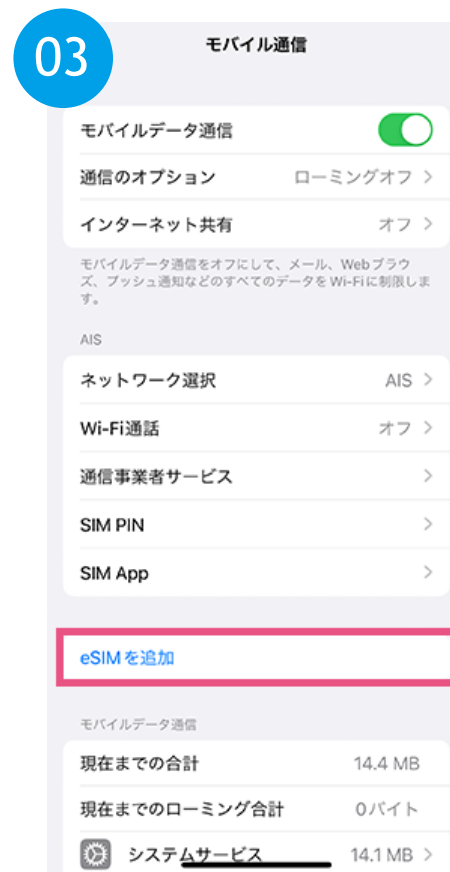 03
モバイル通信
モバイルデータ通信
通信のオプション ローミングオフ
インターネット共有 オフ
モバイルデータ通信をオフにして、メール、Webブラウ
ズ、プッシュ通知などのすべてのデータをWi-Fiに制限しま
す。
AIS
ネットワーク選択 AIS
Wi-Fi通話 オフ
通信事業者サービス
SIM PIN
SIM App
eSIMを追加
モバイルデータ通信
現在までの合計 14.4 MB
現在までのローミング合計 0バイト
システムサービス 14.1 MB